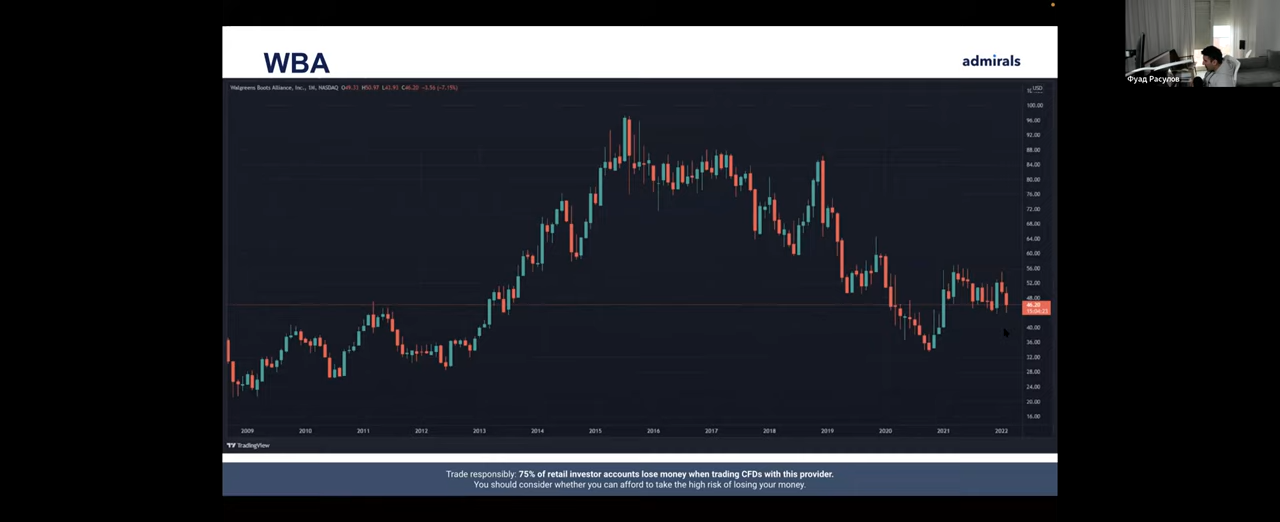 WBA
admirals
Walgreens Boots Alliance, Inc., 1M, NASDAQ
USD
100.00
96.00
92.00
88.00
84.00
80.00
76.00
72.00
68.00
64.00
60.00
56.00
52.00
48.00
46.20
40.00
36.00
32.00
28.00
24.00
20.00
16.00
2009 2010 2011 2012 2013 2014 2015 2016 2017 2018 2019 2020 2021 2022
TradingView
Trade responsibly: 75% of retail investor accounts lose money when trading CFDs with this provider.
You should consider whether you can afford to take the high risk of losing your money.
Фуад Расулов